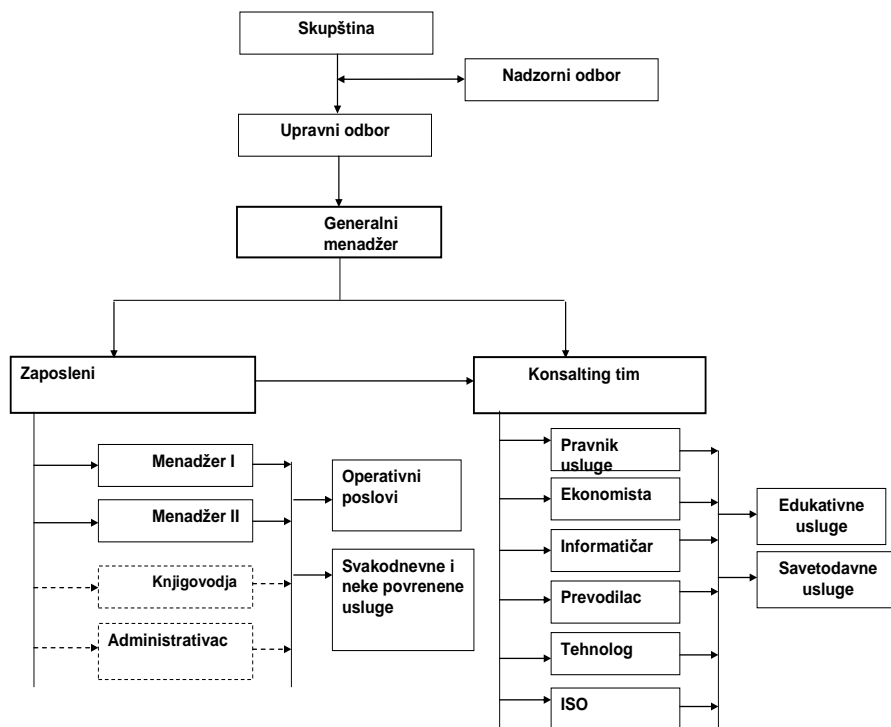 Skupština
Nadzorni odbor
Upravni odbor
Generalni
menadžer
Zaposleni
Konsalting tim
Menadžer I
Menadžer II
Knjigovodja
Administrativac
Operativni
poslovi
Svakodnevne i
neke povrenene
usluge
Pravnik
usluge
Ekonomista
Informatičar
Prevodilac
Tehnolog
ISO
Edukativne
usluge
Savetodavne
usluge